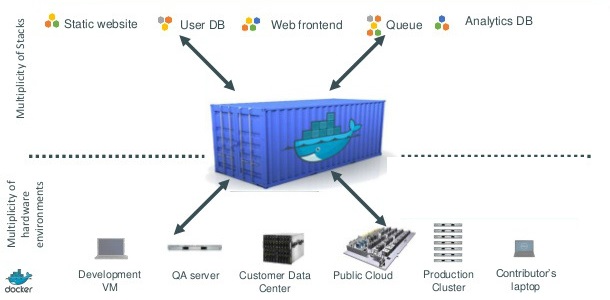 Multiplicity of Stacks
Static website
User DB
Web frontend
Queue
Analytics DB
Multiplicity of
hardware
environments
Development
VM
QA server
Customer Data
Center
Public Cloud
Production
Cluster
Contributor's
laptop
docker